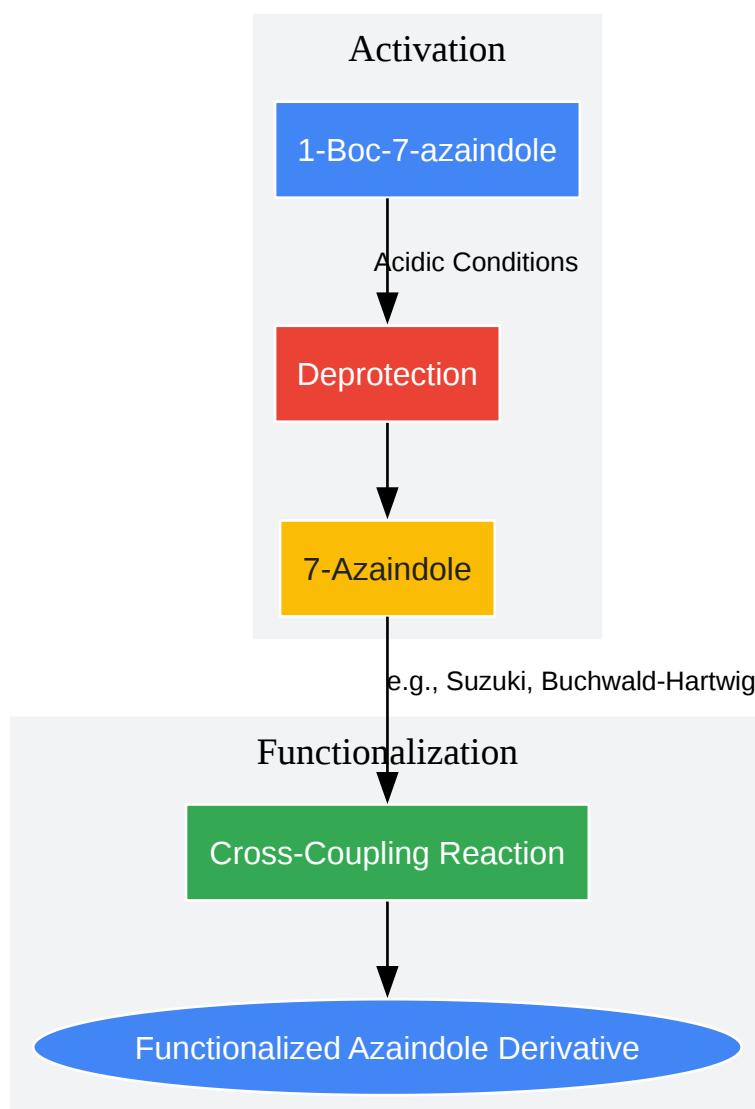 Activation
1-Boc-7-azaindole
Acidic Conditions
Deprotection
7-Azaindole
e.g., Suzuki, Buchwald-Hartwig
Functionalization
Cross-Coupling Reaction
Functionalized Azaindole Derivative